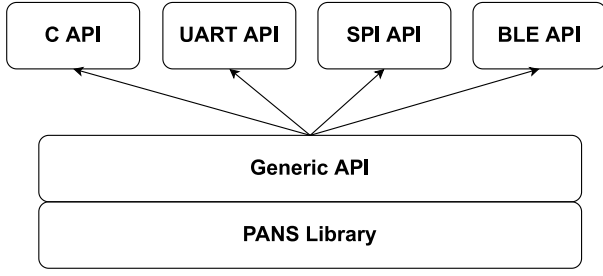 C API
UART API
SPI API
BLE API
Generic API
PANS Library